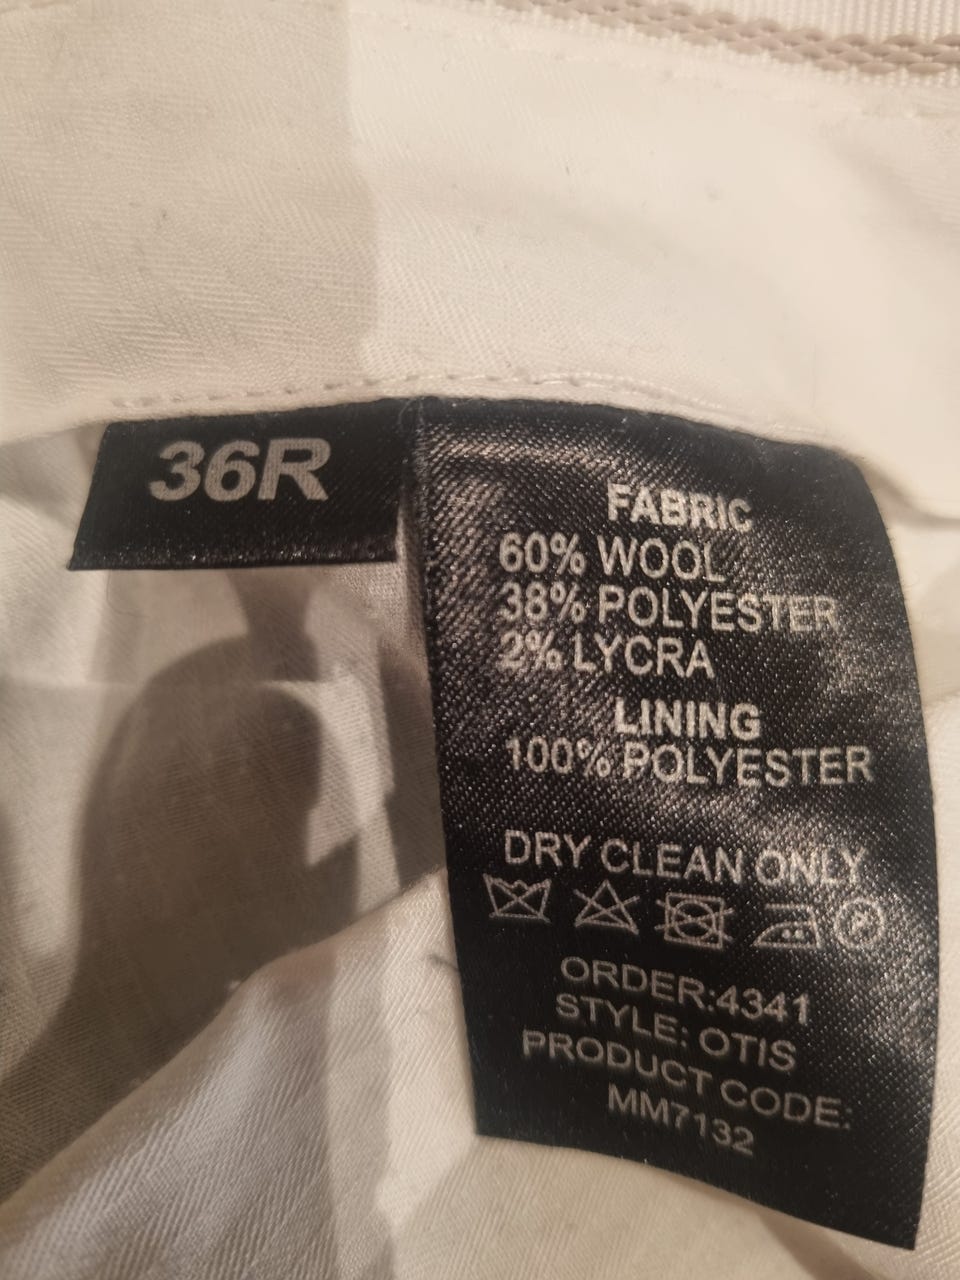 36R
FABRIC
60% WOOL
38% POLYESTER
2% LYCRA
LINING
100% POLYESTER
DRY CLEAN ONLY
P
ORDER:4341
STYLE: OTIS
PRODUCT CODE:
MM7132